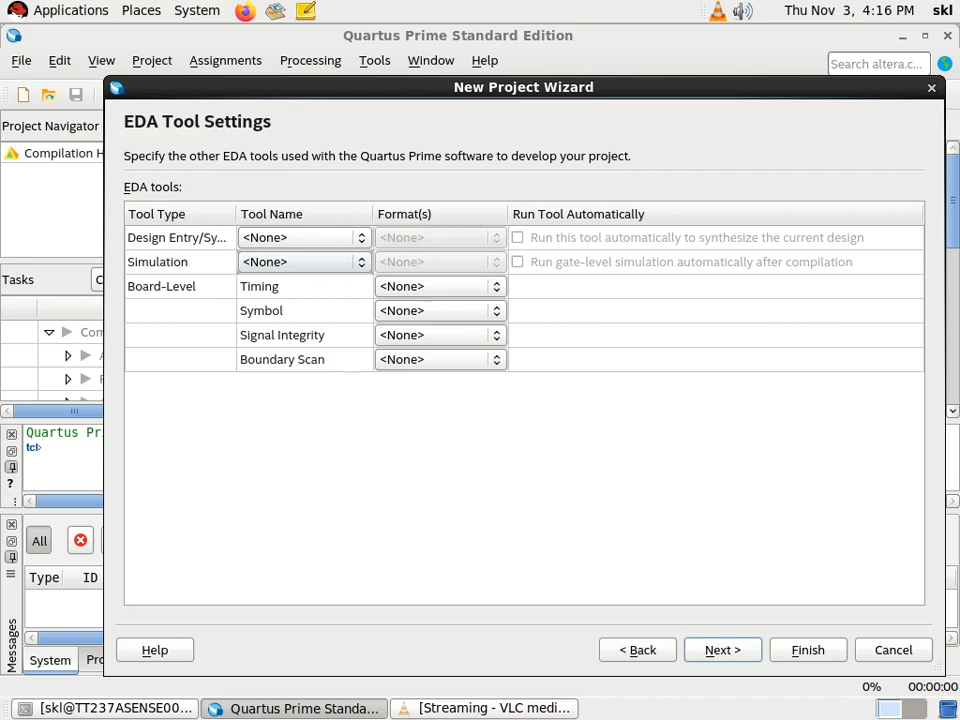 Applications Places System Thu Nov 3, 4:16 PM skl
Quartus Prime Standard Edition
File Edit View Project Assignments Processing Tools Window Help Search altera.c...
New Project Wizard
Project Navigator
Compilation H
EDA Tool Settings
Specify the other EDA tools used with the Quartus Prime software to develop your project.
EDA tools:
Tool Type Tool Name Format(s) Run Tool Automatically
Design Entry/Sy... <None> <None> Run this tool automatically to synthesize the current design
Simulation <None> <None> Run gate-level simulation automatically after compilation
Board-Level Timing <None>
Symbol <None>
Signal Integrity <None>
Boundary Scan <None>
Tasks C
Com
Quartus Pr
tcl>
?
All
Type ID
Messages
System Pro
Help < Back Next > Finish Cancel
0% 00:00:00
[skl@TT237ASENSE00... Quartus Prime Standa... [Streaming - VLC medi...